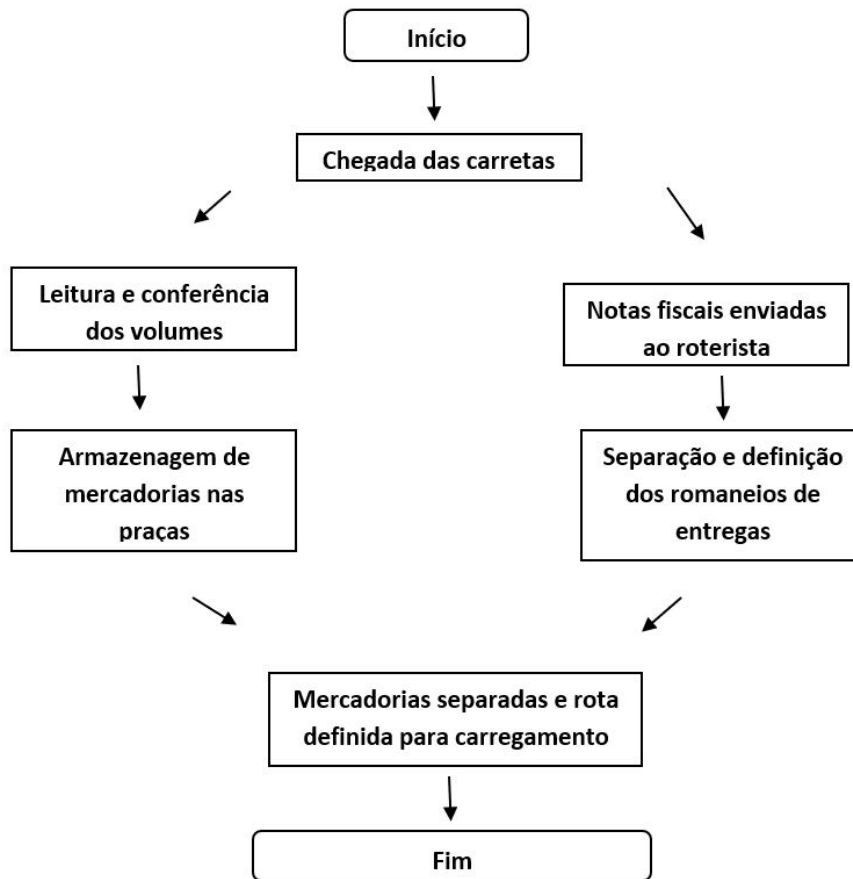 Início
Chegada das carretas
Leitura e conferência
dos volumes
Armazenagem de
mercadorias nas
praças
Notas fiscais enviadas
ao roterista
Separação e definição
dos romaneios de
entregas
Mercadorias separadas e rota
definida para carregamento
Fim